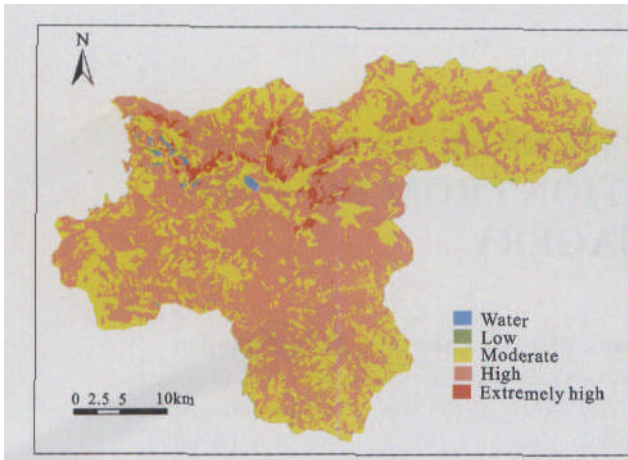 N
Water
Low
Moderate
High
Extremely high
0 2.5 5 10km